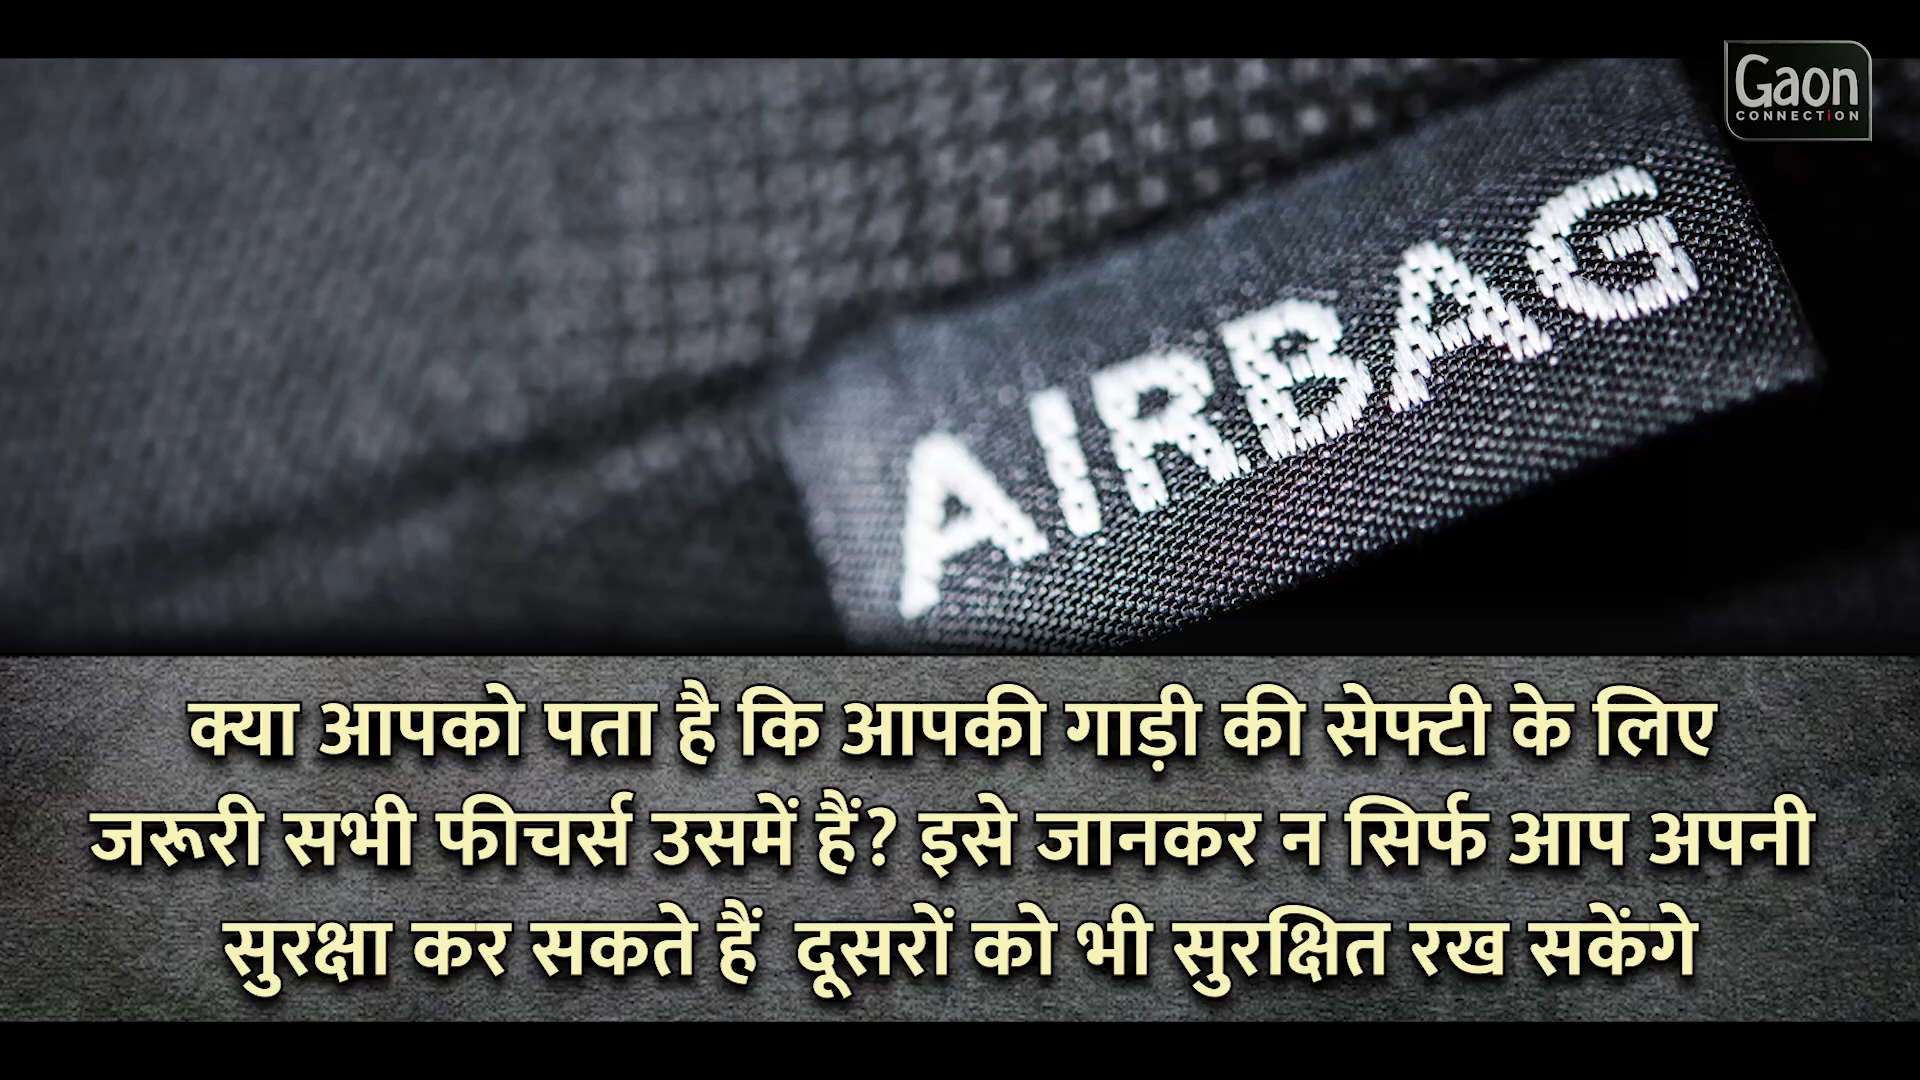 Gaon
CONNECTION
AIRBAG
क्या आपको पता है कि आपकी गाड़ी की सेफ्टी के लिए
जरूरी सभी फीचर्स उसमें हैं? इसे जानकर न सिर्फ आप अपनी
सुरक्षा कर सकते हैं दूसरों को भी सुरक्षित रख सकेंगे